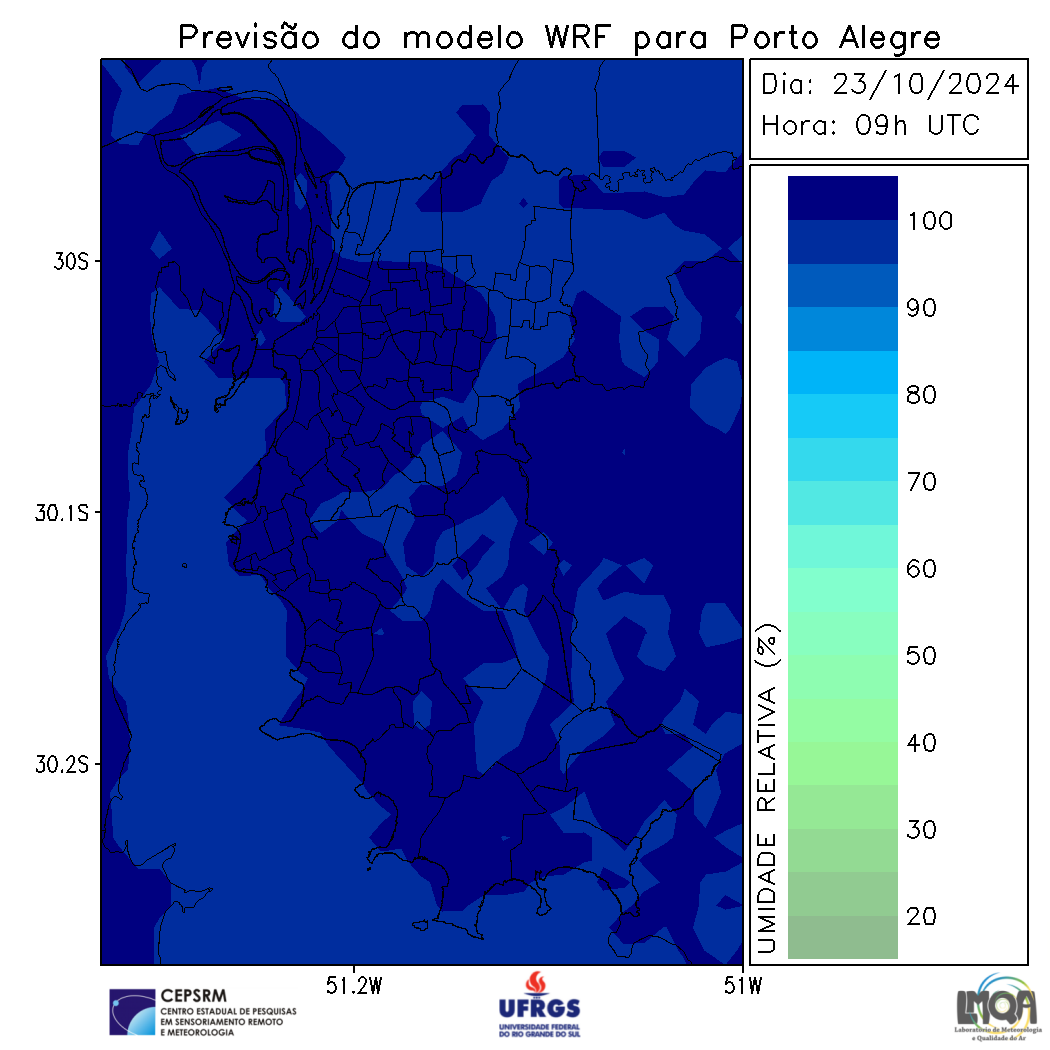 Previsão do modelo WRF para Porto Alegre
Dia: 23/10/2024
Hora: 09h UTC
30S
30.1S
30.2S
51.2W
51W
UMIDADE RELATIVA (%)
100
90
80
70
60
50
40
30
20
CEPSRM
CENTRO ESTADUAL DE PESQUISAS
EM SENSORIAMENTO REMOTO
E METEOROLOGIA
UFRGS
UNIVERSIDADE FEDERAL
DO RIO GRANDE DO SUL
LMQA
Laboratório de Meteorologia
e Qualidade do Ar